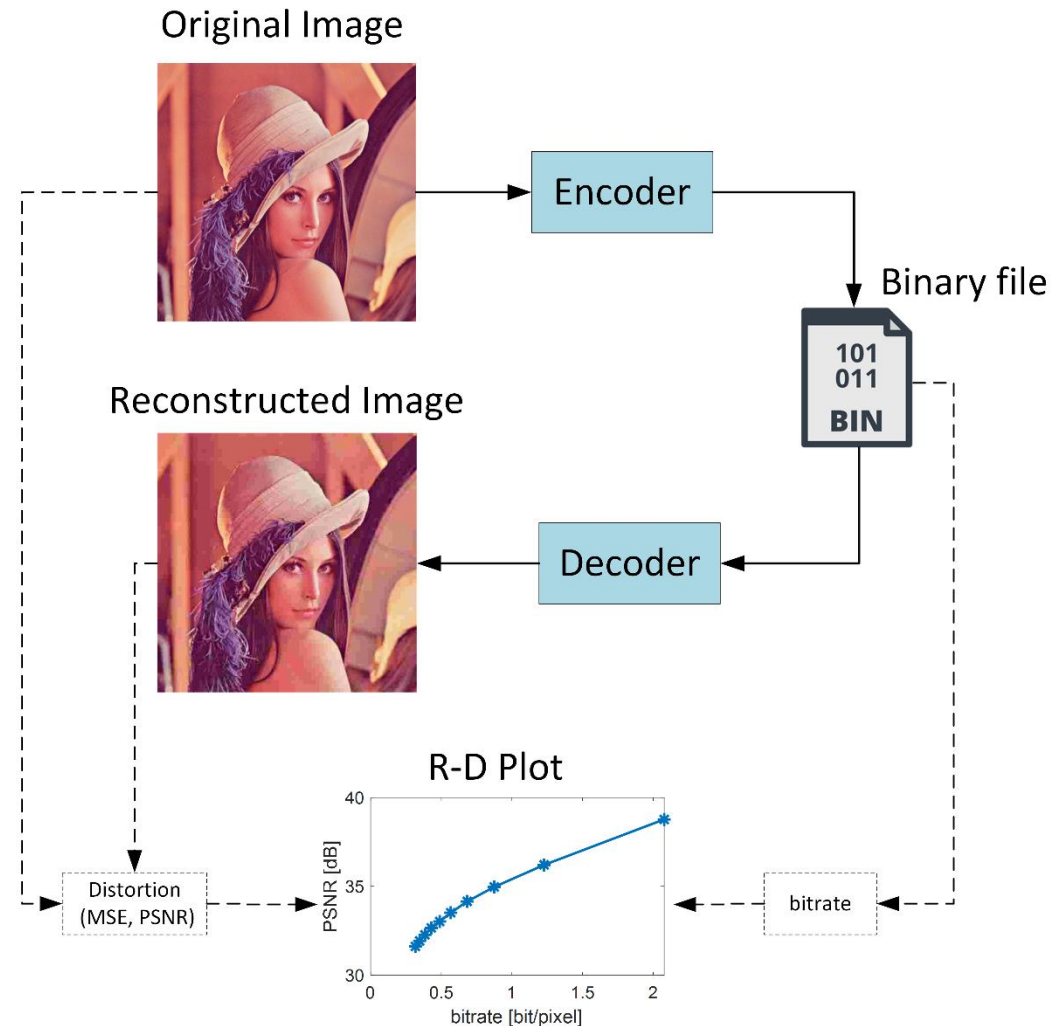 Original Image
Encoder
Binary file
101
011
BIN
Reconstructed Image
Decoder
R-D Plot
40
35
30
PSNR [dB]
0
0.5
1
1.5
2
bitrate [bit/pixel]
Distortion
(MSE, PSNR)
bitrate